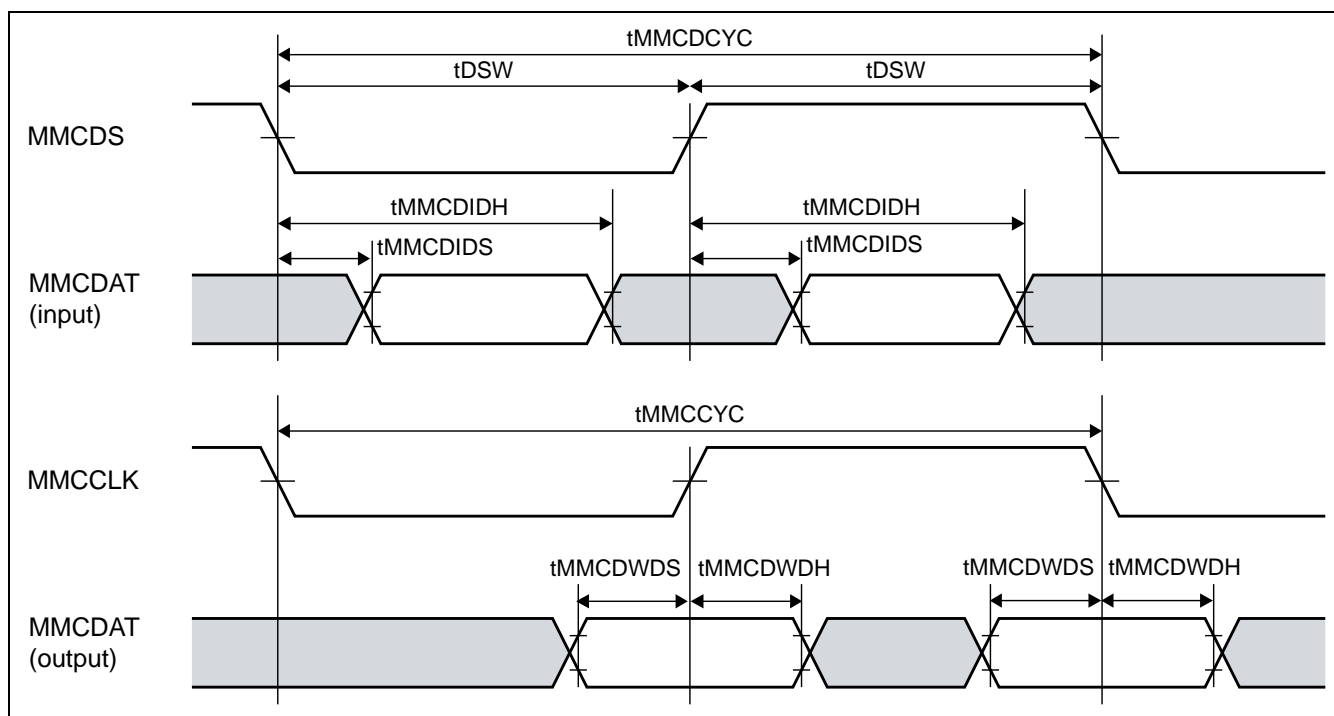 tMMCDCYC
tDSW
tDSW
MMCDS
tMMCDIDH
tMMCDIDH
tMMCDIDS
tMMCDIDS
MMCDAT
(input)
tMMCCYC
MMCCLK
tMMCDWDS
tMMCDWDH
tMMCDWDS
tMMCDWDH
MMCDAT
(output)